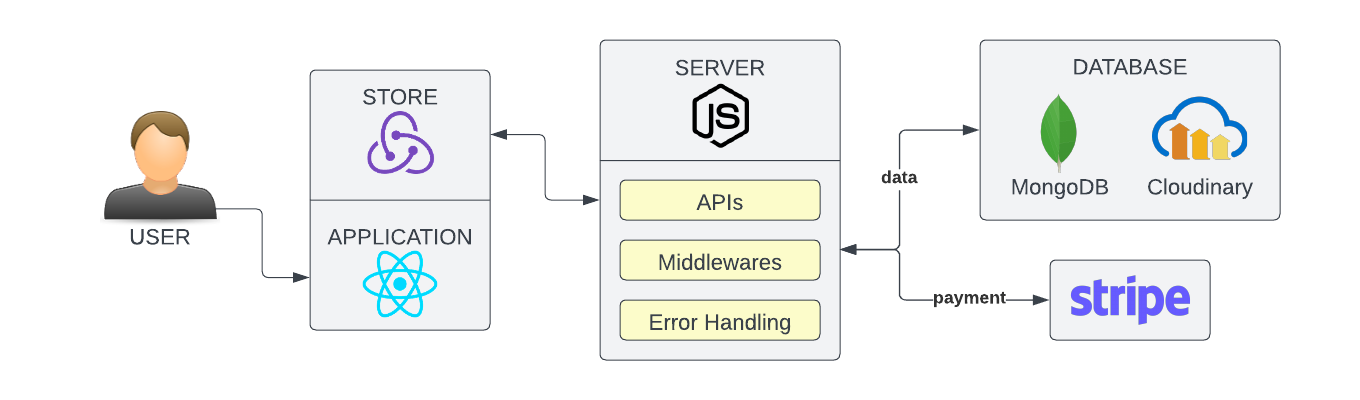 USER
STORE
APPLICATION
SERVER
JS
APIs
Middlewares
Error Handling
data
payment
DATABASE
MongoDB
Cloudinary
stripe